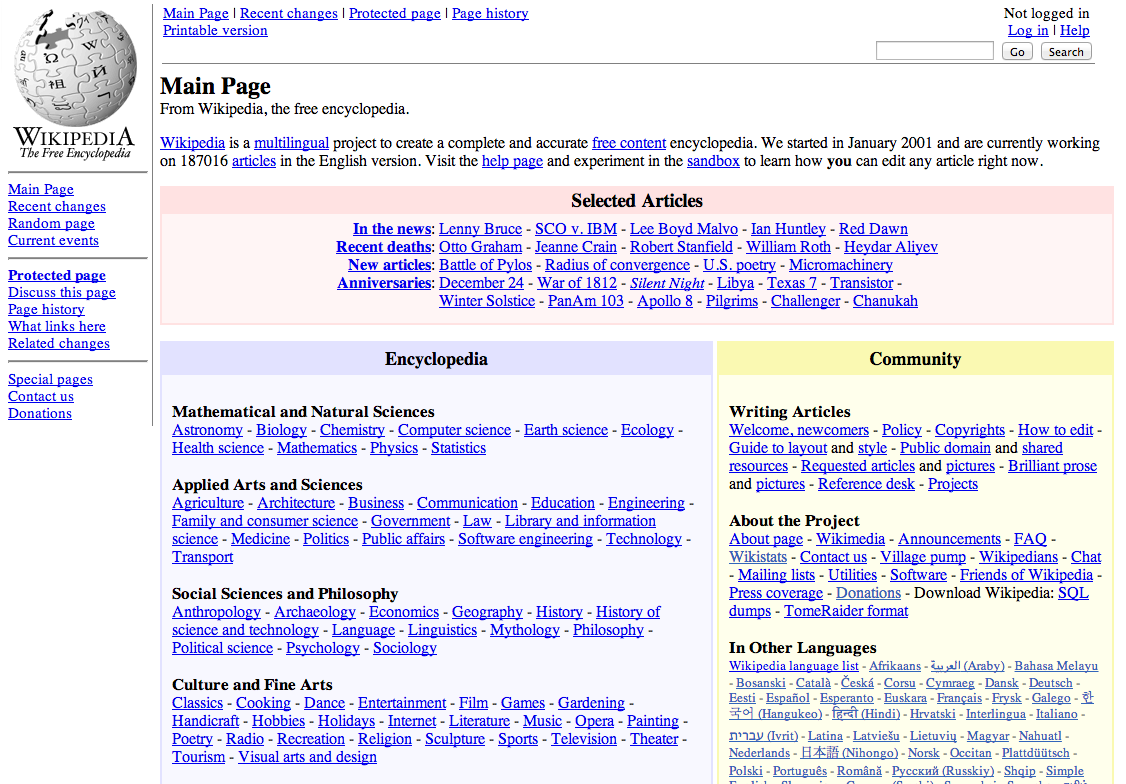 WIKIPEDIA
The Free Encyclopedia
Main Page
Recent changes
Random page
Current events
Protected page
Discuss this page
Page history
What links here
Related changes
Special pages
Contact us
Donations
Main Page | Recent changes | Protected page | Page history
Printable version
Not logged in
Log in | Help
Go Search
Main Page
From Wikipedia, the free encyclopedia.
Wikipedia is a multilingual project to create a complete and accurate free content encyclopedia. We started in January 2001 and are currently working
on 187016 articles in the English version. Visit the help page and experiment in the sandbox to learn how you can edit any article right now.
Selected Articles
In the news: Lenny Bruce - SCO v. IBM - Lee Boyd Malvo - Ian Huntley - Red Dawn
Recent deaths: Otto Graham - Jeanne Crain - Robert Stanfield - William Roth - Heydar Aliyev
New articles: Battle of Pylos - Radius of convergence - U.S. poetry - Micromachinery
Anniversaries: December 24 - War of 1812 - Silent Night - Libya - Texas 7 - Transistor -
Winter Solstice - PanAm 103 - Apollo 8 - Pilgrims - Challenger - Chanukah
Encyclopedia
Mathematical and Natural Sciences
Astronomy - Biology - Chemistry - Computer science - Earth science - Ecology -
Health science - Mathematics - Physics - Statistics
Applied Arts and Sciences
Agriculture - Architecture - Business - Communication - Education - Engineering -
Family and consumer science - Government - Law - Library and information
science - Medicine - Politics - Public affairs - Software engineering - Technology -
Transport
Social Sciences and Philosophy
Anthropology - Archaeology - Economics - Geography - History - History of
science and technology - Language - Linguistics - Mythology - Philosophy -
Political science - Psychology - Sociology
Culture and Fine Arts
Classics - Cooking - Dance - Entertainment - Film - Games - Gardening -
Handicraft - Hobbies - Holidays - Internet - Literature - Music - Opera - Painting -
Poetry - Radio - Recreation - Religion - Sculpture - Sports - Television - Theater -
Tourism - Visual arts and design
Community
Writing Articles
Welcome, newcomers - Policy - Copyrights - How to edit -
Guide to layout and style - Public domain and shared
resources - Requested articles and pictures - Brilliant prose
and pictures - Reference desk - Projects
About the Project
About page - Wikimedia - Announcements - FAQ -
Wikistats - Contact us - Village pump - Wikipedians - Chat
- Mailing lists - Utilities - Software - Friends of Wikipedia -
Press coverage - Donations - Download Wikipedia: SQL
dumps - TomeRaider format
In Other Languages
Wikipedia language list - Afrikaans - العربية (Araby) - Bahasa Melayu
- Bosanski - Català - Česká - Corsu - Cymraeg - Dansk - Deutsch -
Eesti - Español - Esperanto - Euskara - Français - Frysk - Galego - 한
국어 (Hangukeo) - हिन्दी (Hindi) - Hrvatski - Interlingua - Italiano -
עברית (Ivrit) - Latina - Latviešu - Lietuvių - Magyar - Nahuatl -
Nederlands - 日本語 (Nihongo) - Norsk - Occitan - Plattdüütsch -
Polski - Português - Română - Русский (Russkiy) - Shqip - Simple